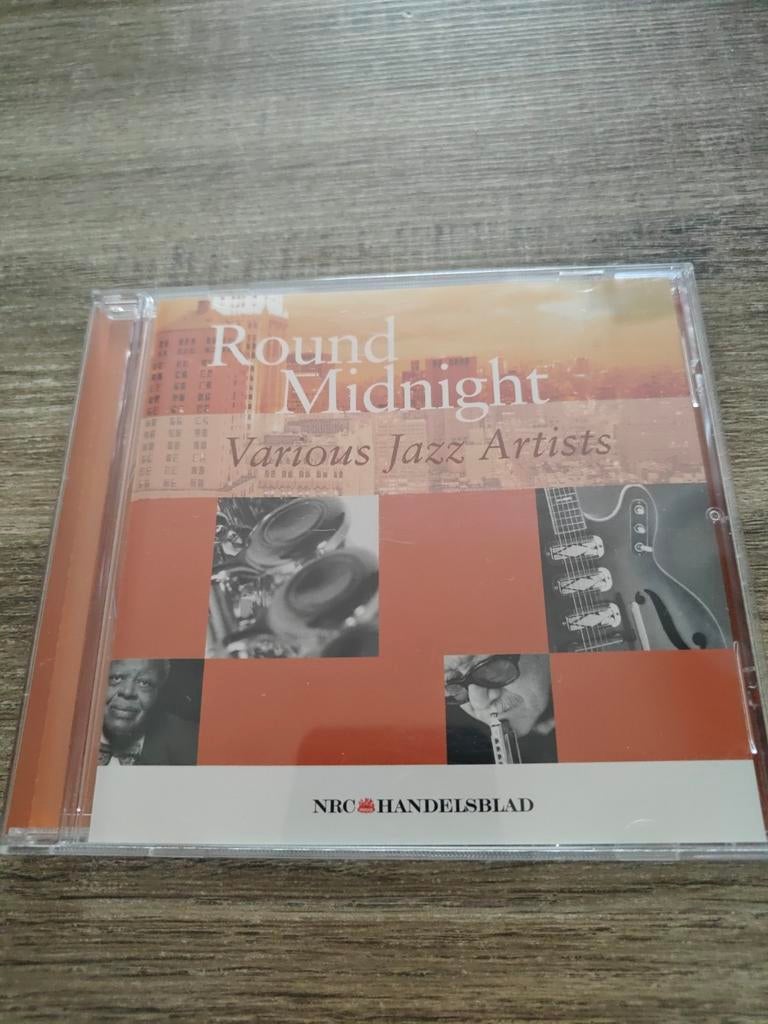 Round
Midnight
Various Jazz Artists
NRC HANDELSBLAD